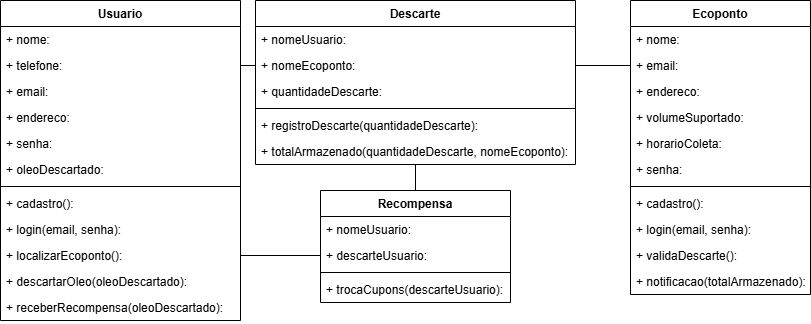 Usuario
+ nome:
+ telefone:
+ email:
+ endereco:
+ senha:
+ oleoDescartado:
+ cadastro():
+ login(email, senha):
+ localizarEcoponto():
+ descartarOleo(oleoDescartado):
+ receberRecompensa(oleoDescartado):
Descarte
+ nomeUsuario:
+ nomeEcoponto:
+ quantidadeDescarte:
+ registroDescarte(quantidadeDescarte):
+ totalArmazenado(quantidadeDescarte, nomeEcoponto):
Recompensa
+ nomeUsuario:
+ descarteUsuario:
+ trocaCupons(descarteUsuario):
Ecoponto
+ nome:
+ email:
+ endereco:
+ volumeSuportado:
+ horarioColeta:
+ senha:
+ cadastro():
+ login(email, senha):
+ validaDescarte():
+ notificacao(totalArmazenado):